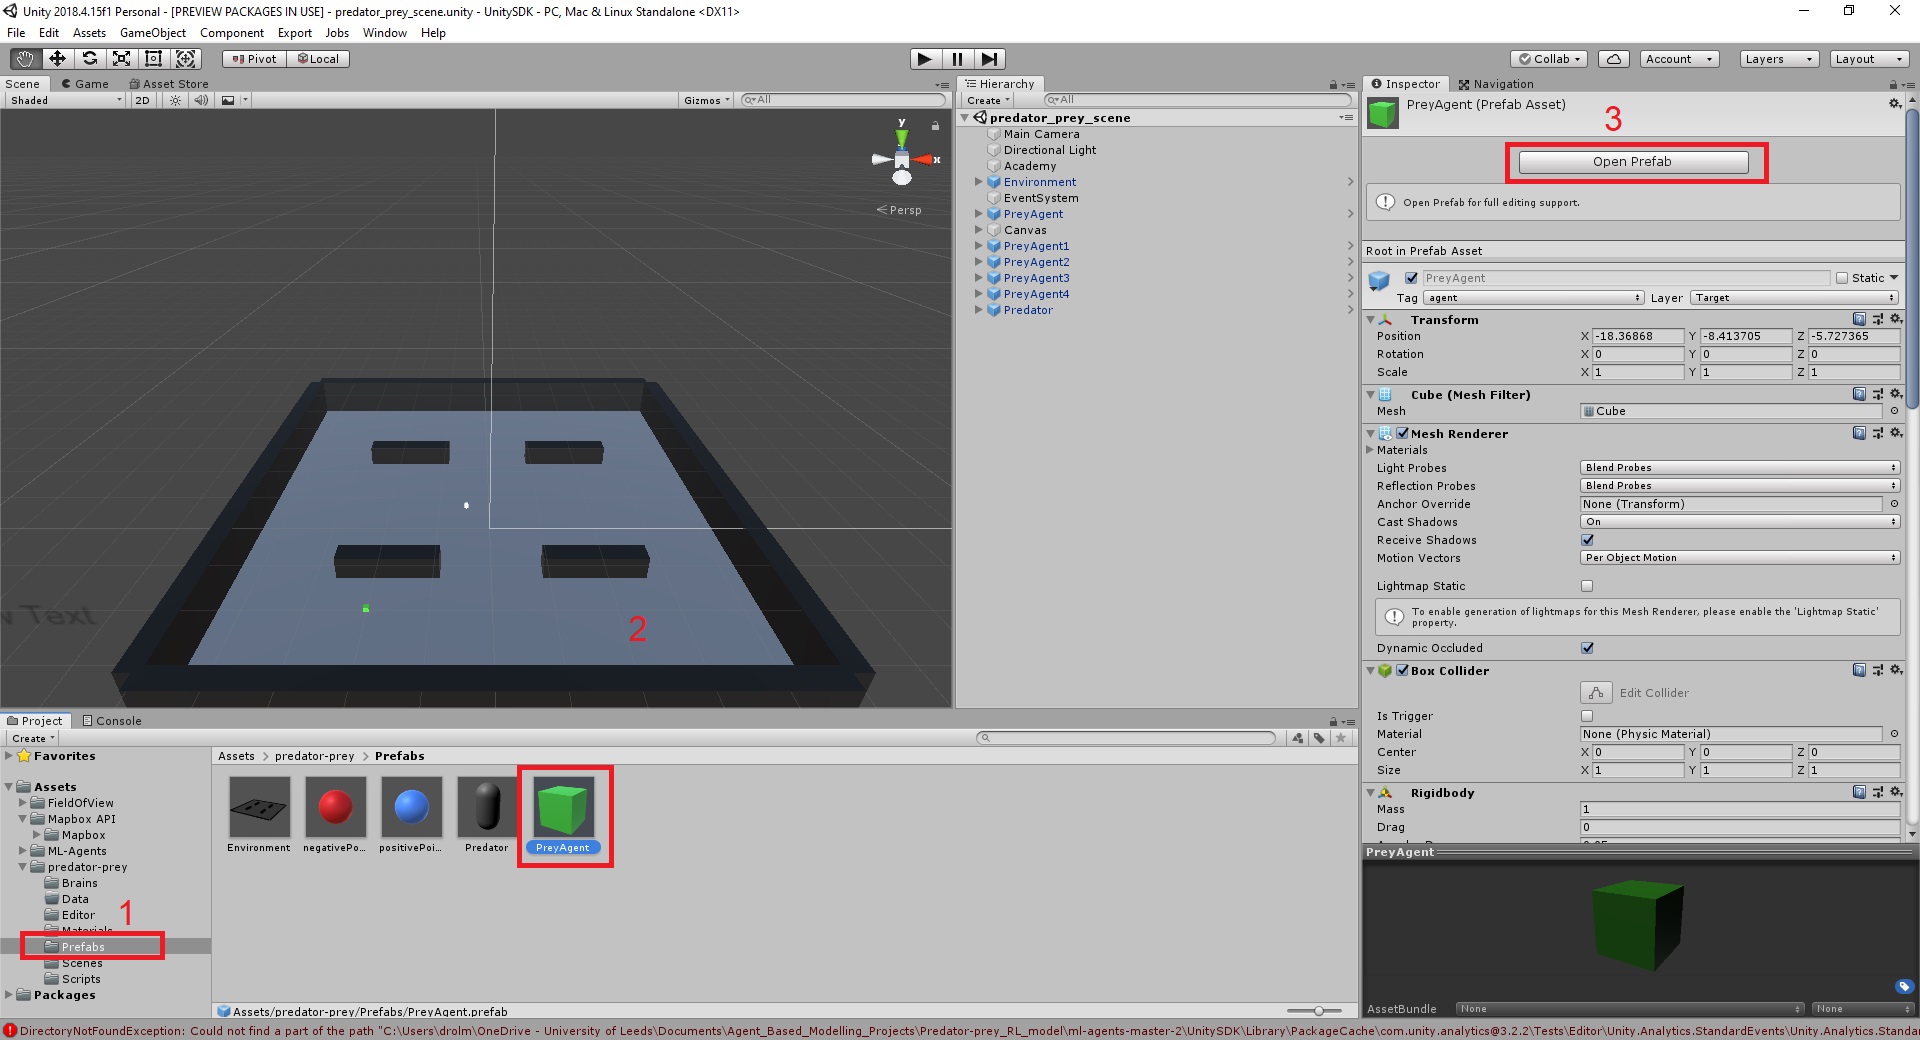 Unity 2018.4.15f1 Personal - [PREVIEW PACKAGES IN USE] - predator_prey_scene.unity - UnitySDK - PC, Mac & Linux Standalone <DX11>
File Edit Assets GameObject Component Export Jobs Window Help
Pivot Local Collab Account Layers Layout
Scene Game Asset Store
Shaded 2D Gizmos All
y
x
Persp
w Text
2
Hierarchy
Create All
predator_prey_scene
Main Camera
Directional Light
Academy
Environment
EventSystem
PreyAgent
Canvas
PreyAgent1
PreyAgent2
PreyAgent3
PreyAgent4
Predator
Inspector Navigation
PreyAgent (Prefab Asset)
3
Open Prefab
Open Prefab for full editing support.
Root in Prefab Asset
PreyAgent Static
Tag agent Layer Target
Transform
Position X -18.36868 Y -8.413705 Z -5.727365
Rotation X 0 Y 0 Z 0
Scale X 1 Y 1 Z 1
Cube (Mesh Filter)
Mesh Cube
Mesh Renderer
Materials
Light Probes Blend Probes
Reflection Probes Blend Probes
Anchor Override None (Transform)
Cast Shadows On
Receive Shadows
Motion Vectors Per Object Motion
Lightmap Static
To enable generation of lightmaps for this Mesh Renderer, please enable the 'Lightmap Static'
property.
Dynamic Occluded
Box Collider
Edit Collider
Is Trigger
Material None (Physic Material)
Center X 0 Y 0 Z 0
Size X 1 Y 1 Z 1
Rigidbody
Mass 1
Drag 0
PreyAgent
AssetBundle None None
Project Console
Create
Favorites
Assets
FieldOfView
Mapbox API
Mapbox
ML-Agents
predator-prey
Brains
Data
Editor
1
Materials
Prefabs
Scenes
Scripts
Packages
Assets > predator-prey > Prefabs
Environment negativePo... positivePoi... Predator PreyAgent
Assets/predator-prey/Prefabs/PreyAgent.prefab
DirectoryNotFoundException: Could not find a part of the path "C:\Users\drolm\OneDrive - University of Leeds\Documents\Agent_Based_Modelling_Projects\Predator-prey_RL_model\ml-agents-master-2\UnitySDK\Library\PackageCache\com.unity.analytics@3.2.2\Tests\Editor\Unity.Analytics.StandardEvents\Unity.Analytics.Standa